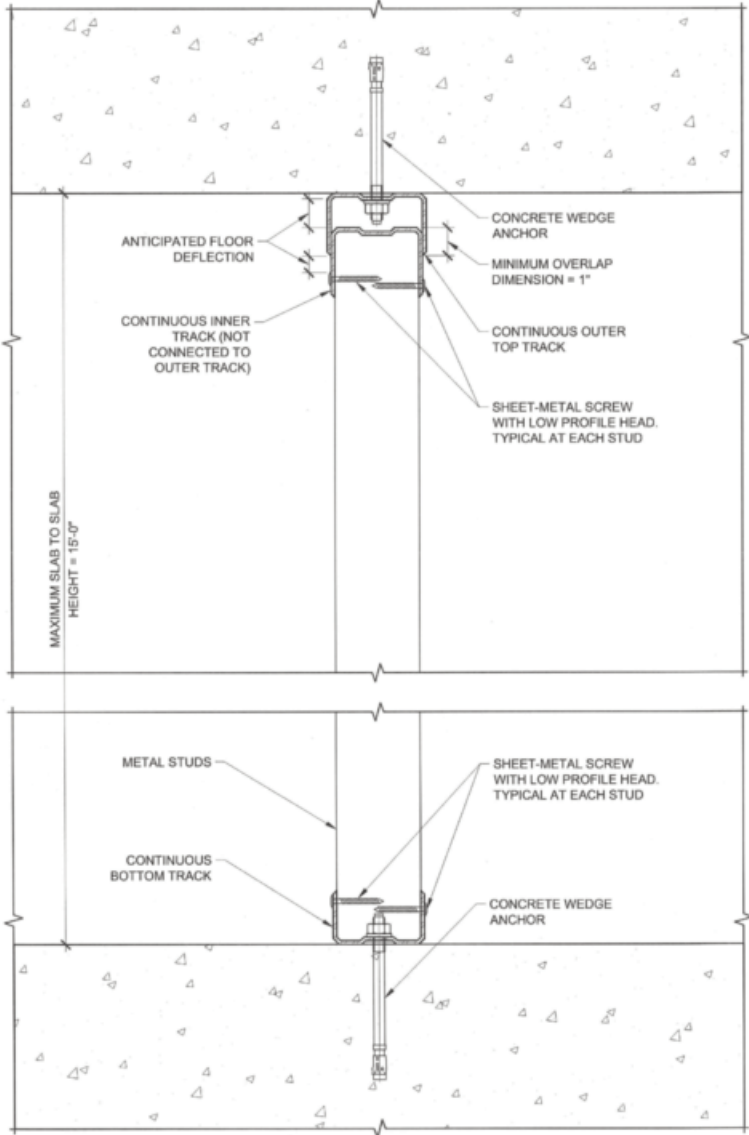 ANTICIPATED FLOOR
DEFLECTION
CONTINUOUS INNER
TRACK (NOT
CONNECTED TO
OUTER TRACK)
CONCRETE WEDGE
ANCHOR
MINIMUM OVERLAP
DIMENSION = 1"
CONTINUOUS OUTER
TOP TRACK
SHEET-METAL SCREW
WITH LOW PROFILE HEAD.
TYPICAL AT EACH STUD
MAXIMUM SLAB TO SLAB
HEIGHT = 15'-0"
METAL STUDS
CONTINUOUS
BOTTOM TRACK
SHEET-METAL SCREW
WITH LOW PROFILE HEAD.
TYPICAL AT EACH STUD
CONCRETE WEDGE
ANCHOR